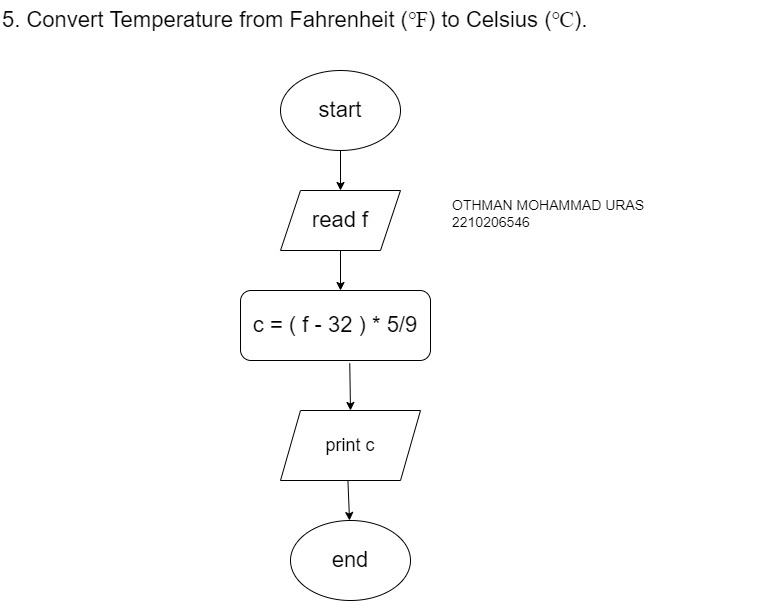 5. Convert Temperature from Fahrenheit (°F) to Celsius (°C).
start
read f
OTHMAN MOHAMMAD URAS
2210206546
c = ( f - 32 ) * 5/9
print c
end